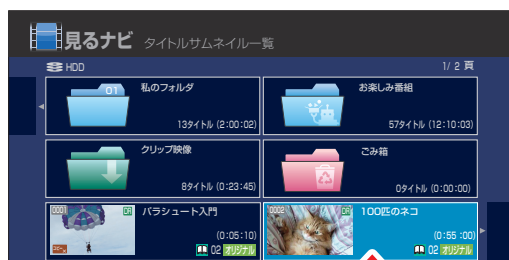 見るナビ タイトルサムネイル一覧
HDD 1/ 2 頁
01 私のフォルダ
13タイトル (2:00:02)
お楽しみ番組
57タイトル (12:10:03)
クリップ映像
8タイトル (0:23:45)
ごみ箱
0タイトル (0:00:00)
0001 DR パラシュート入門
(0:05:10)
02 オリジナル
0002 DR 100匹のネコ
(0:55 :00)
02 オリジナル